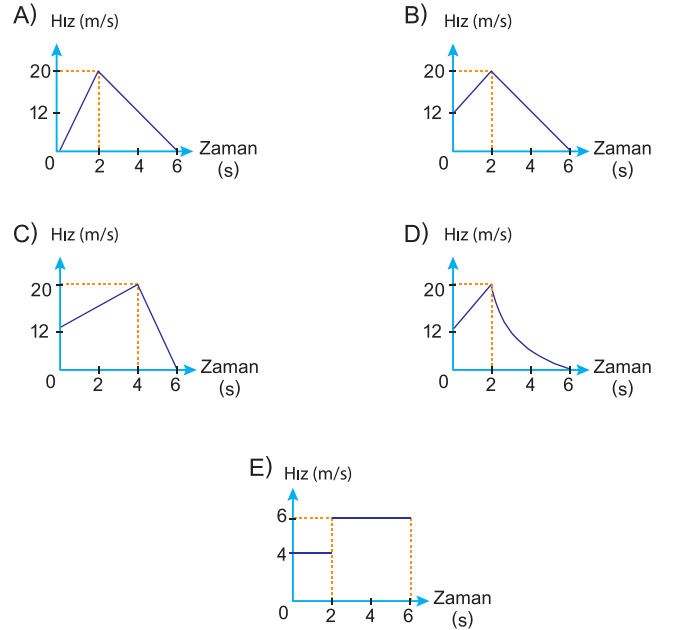 A) Hız (m/s)
20
12
0 2 4 6 Zaman
(s)
B) Hız (m/s)
20
12
0 2 4 6 Zaman
(s)
C) Hız (m/s)
20
12
0 2 4 6 Zaman
(s)
D) Hız (m/s)
20
12
0 2 4 6 Zaman
(s)
E) Hız (m/s)
6
4
0 2 4 6 Zaman
(s)